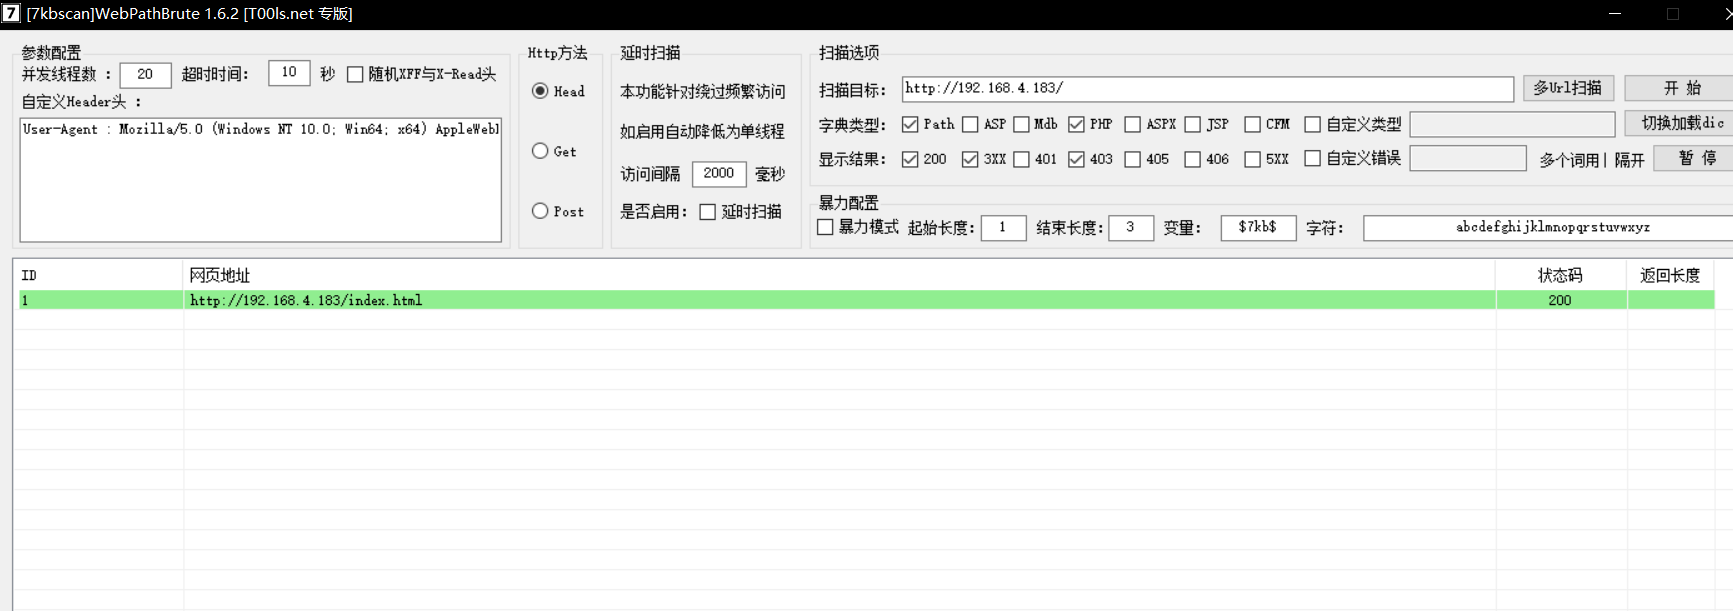 7 [7kbscan]WebPathBrute 1.6.2 [T00ls.net 专版]
参数配置
并发线程数 : 20 超时时间: 10 秒 随机XFF与X-Read头
自定义Header头 :
User-Agent : Mozilla/5.0 (Windows NT 10.0; Win64; x64) AppleWebK
Http方法
Head
Get
Post
延时扫描
本功能针对绕过频繁访问
如启用自动降低为单线程
访问间隔 2000 毫秒
是否启用: 延时扫描
扫描选项
扫描目标: http://192.168.4.183/ 多Url扫描 开 始
字典类型: Path ASP Mdb PHP ASPX JSP CFM 自定义类型 切换加载dic
显示结果: 200 3XX 401 403 405 406 5XX 自定义错误 多个词用| 隔开 暂 停
暴力配置
暴力模式 起始长度: 1 结束长度: 3 变量: $7kb$ 字符: abcdefghijklmnopqrstuvwxyz
ID 网页地址 状态码 返回长度
1 http://192.168.4.183/index.html 200